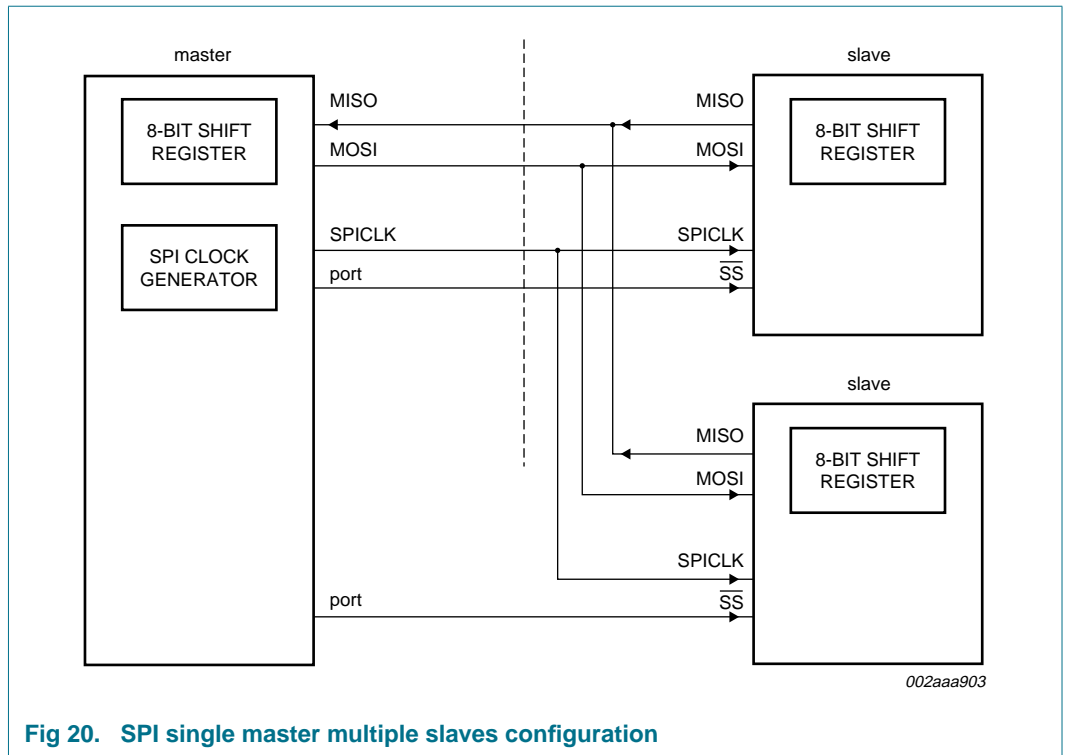 master
slave
8-BIT SHIFT
REGISTER
MISO
MISO
8-BIT SHIFT
REGISTER
MOSI
MOSI
SPI CLOCK
GENERATOR
SPICLK
SPICLK
port
SS
slave
MISO
8-BIT SHIFT
REGISTER
MOSI
SPICLK
port
SS
002aaa903
Fig 20. SPI single master multiple slaves configuration